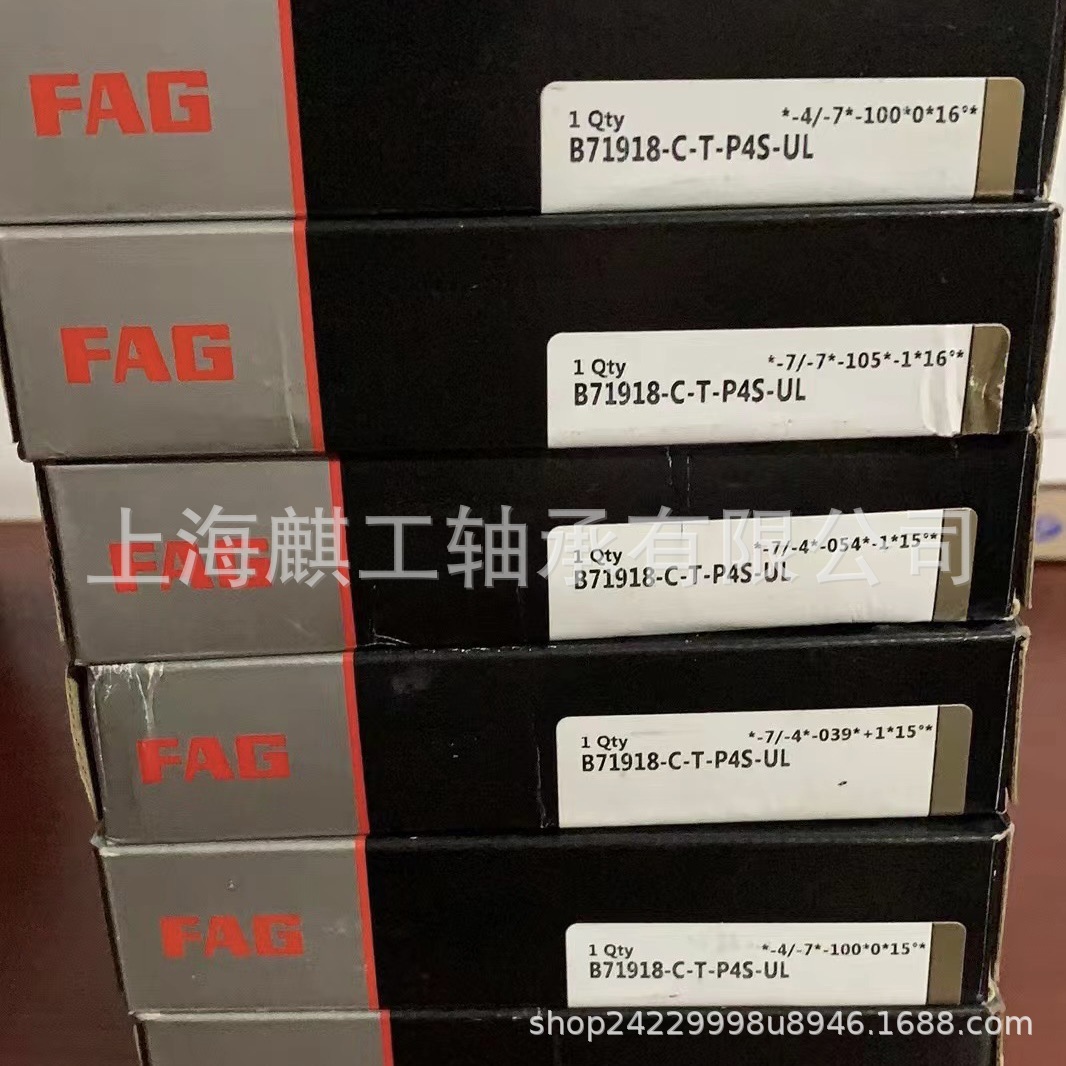 FAG
1 Qty *-4/-7*-100*0*16°*
B71918-C-T-P4S-UL
FAG
1 Qty *-7/-7*-105*-1*16°*
B71918-C-T-P4S-UL
上海麒工轴承有限公司
FAG
1 Qty *-7/-4*-054*-1*15°*
B71918-C-T-P4S-UL
FAG
1 Qty *-7/-4*-039*+1*15°*
B71918-C-T-P4S-UL
FAG
1 Qty *-4/-7*-100*0*15°*
B71918-C-T-P4S-UL
shop24229998u8946.1688.com